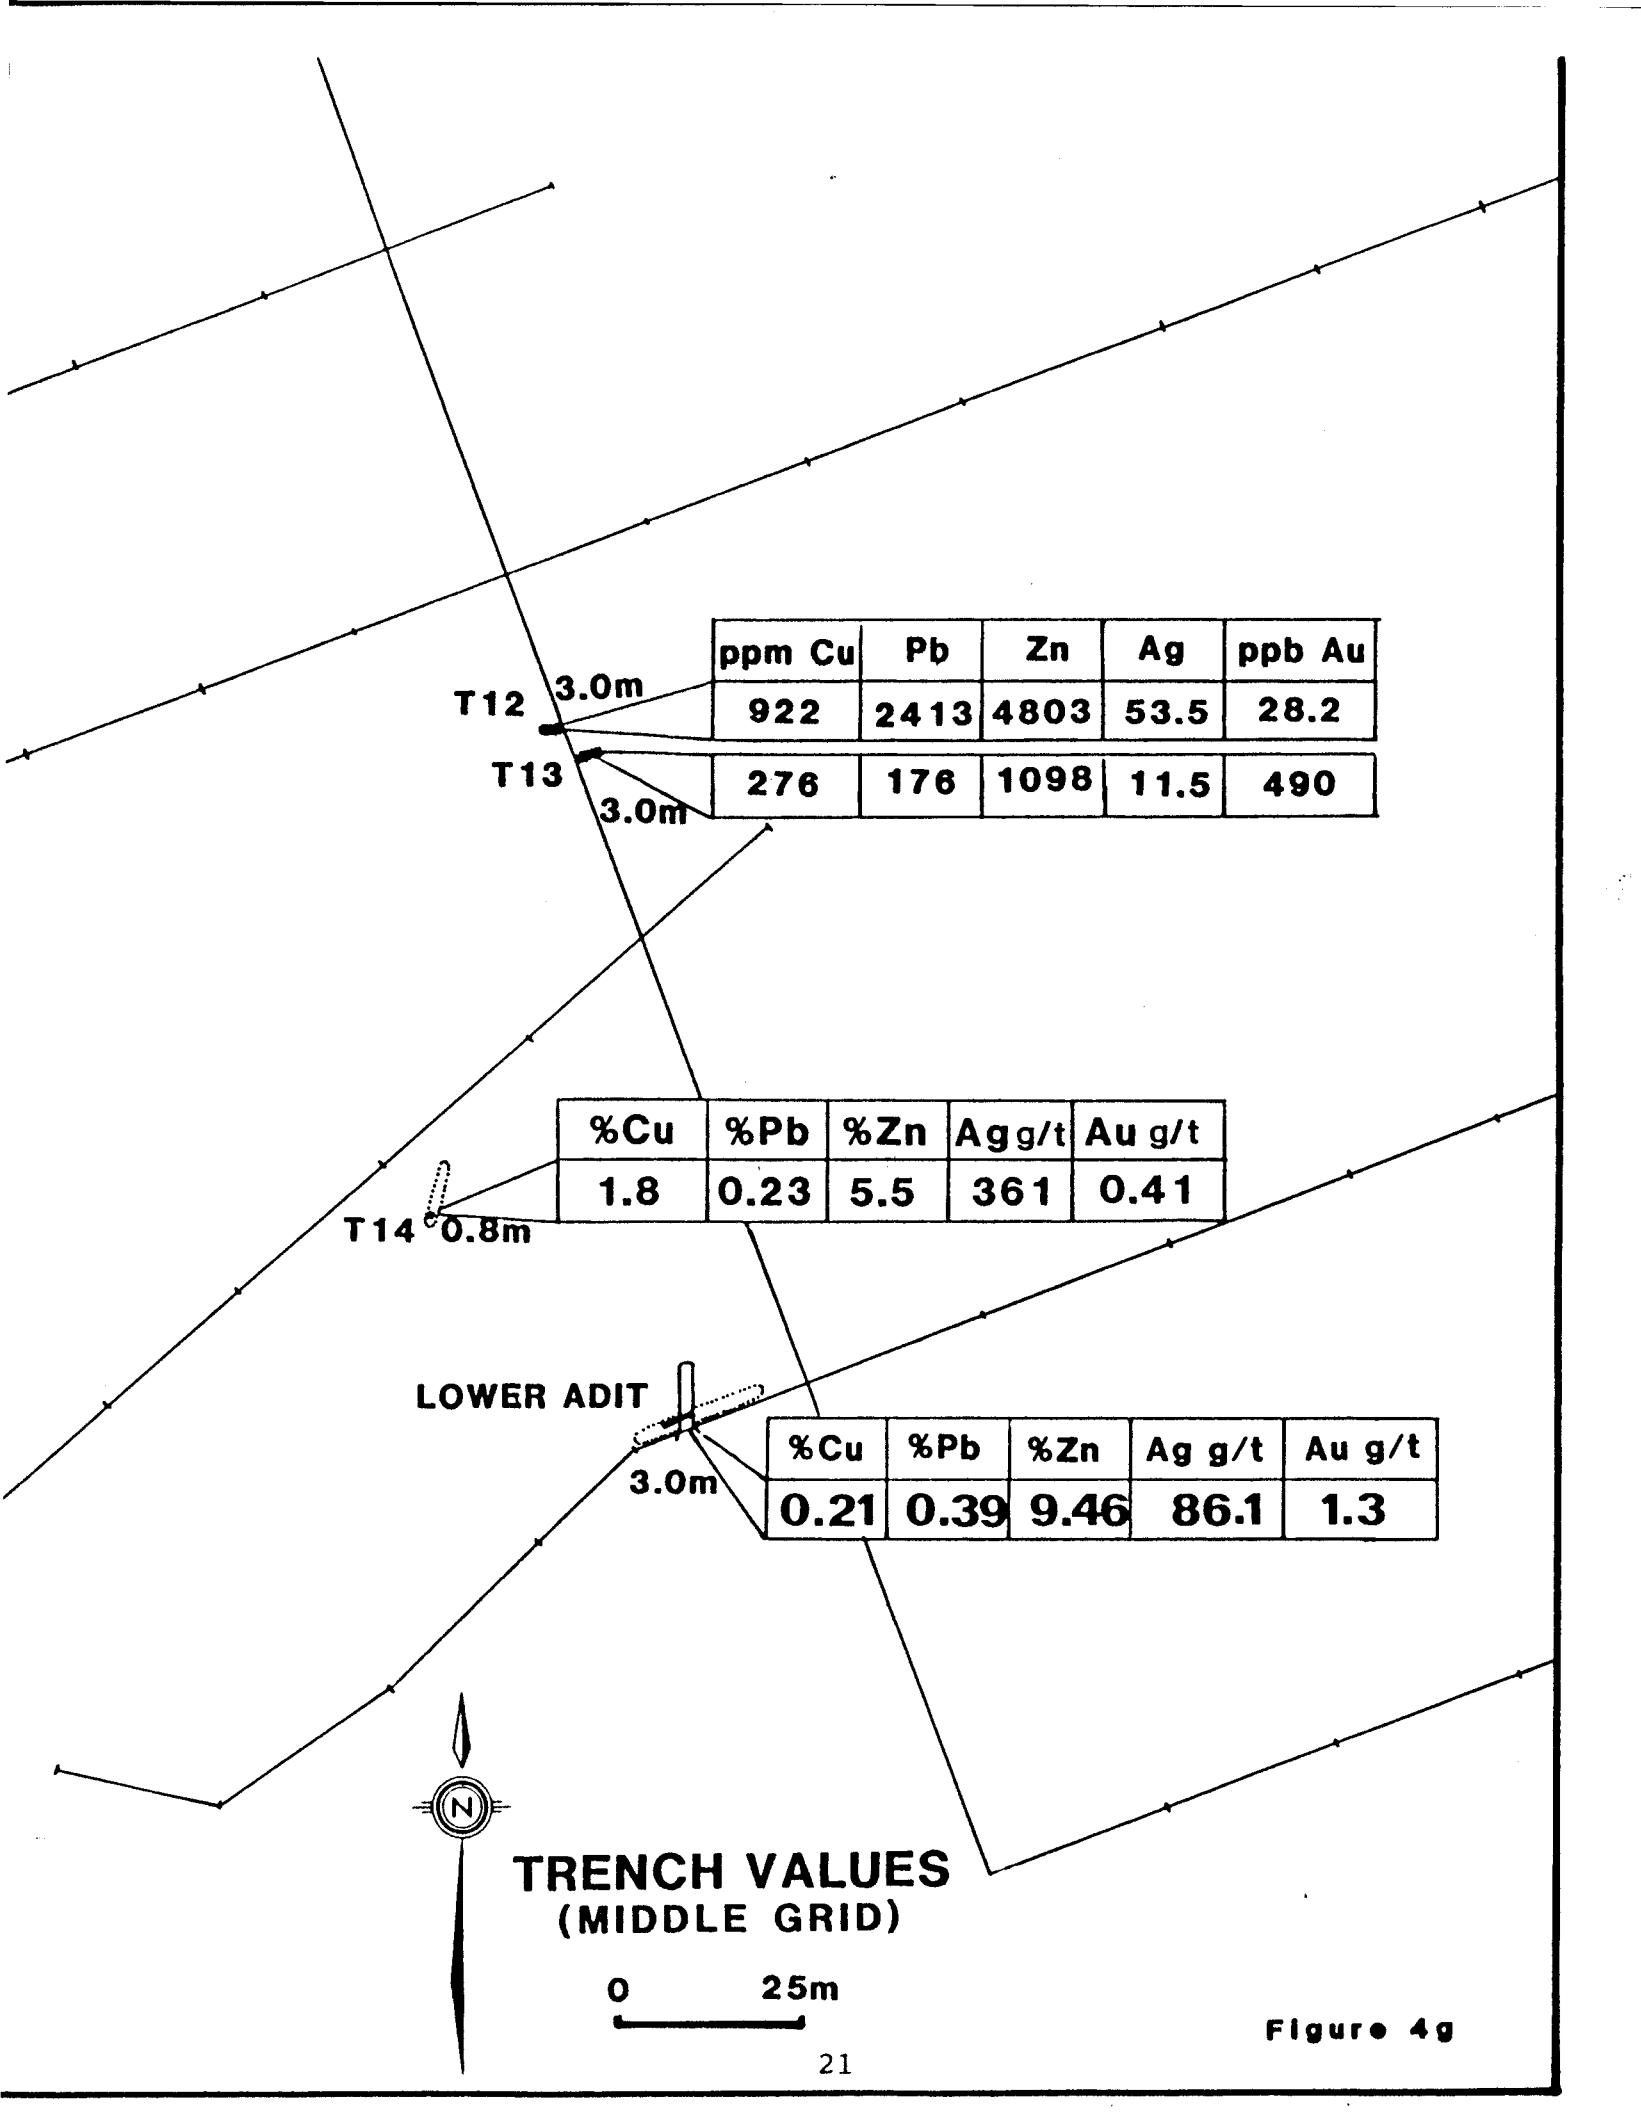 ppm Cu Pb Zn Ag ppb Au
T12 3.0m 922 2413 4803 53.5 28.2
T13 3.0m 276 176 1098 11.5 490
%Cu %Pb %Zn Ag g/t Au g/t
1.8 0.23 5.5 361 0.41
T14 0.8m
LOWER ADIT
%Cu %Pb %Zn Ag g/t Au g/t
3.0m 0.21 0.39 9.46 86.1 1.3
N
TRENCH VALUES
(MIDDLE GRID)
0 25m
Figure 4g
21